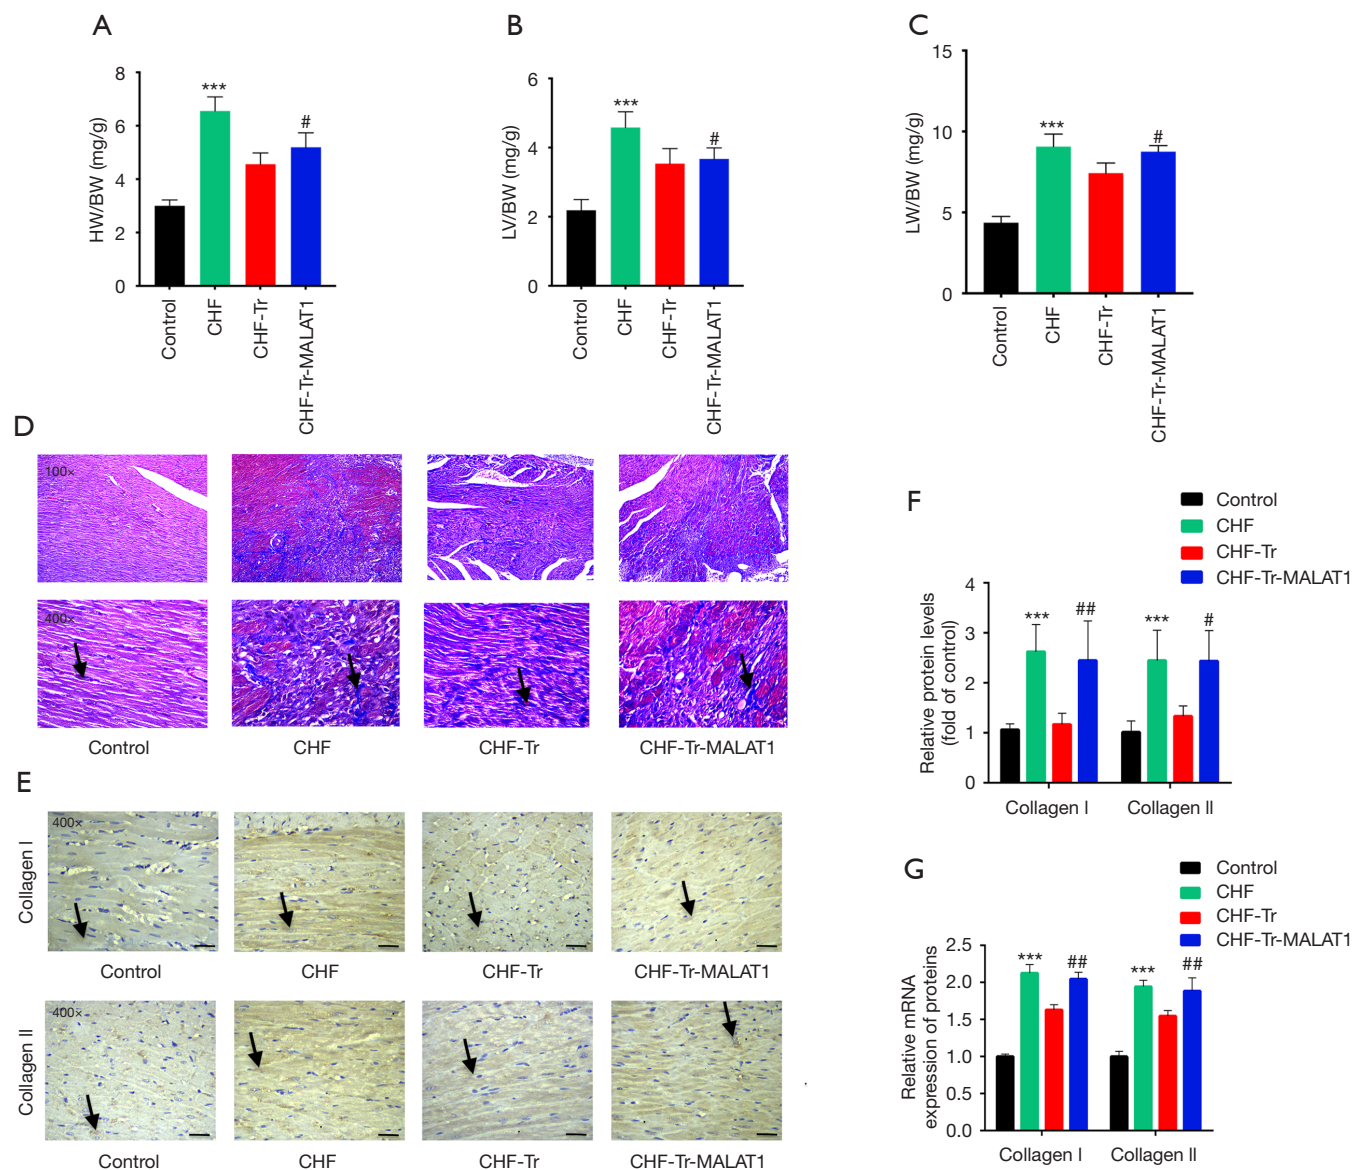 A
HW/BW (mg/g)
8
6
4
2
0
***
#
Control
CHF
CHF-Tr
CHF-Tr-MALAT1
B
LV/BW (mg/g)
6
4
2
0
***
#
Control
CHF
CHF-Tr
CHF-Tr-MALAT1
C
LW/BW (mg/g)
15
10
5
0
***
#
Control
CHF
CHF-Tr
CHF-Tr-MALAT1
D
100×
400×
Control
CHF
CHF-Tr
CHF-Tr-MALAT1
E
Collagen I
400×
Control
CHF
CHF-Tr
CHF-Tr-MALAT1
Collagen II
400×
Control
CHF
CHF-Tr
CHF-Tr-MALAT1
F
Control
CHF
CHF-Tr
CHF-Tr-MALAT1
Relative protein levels
(fold of control)
4
3
2
1
0
***
##
***
#
Collagen I
Collagen II
G
Control
CHF
CHF-Tr
CHF-Tr-MALAT1
Relative mRNA
expression of proteins
2.5
2.0
1.5
1.0
0.5
0.0
***
##
***
##
Collagen I
Collagen II